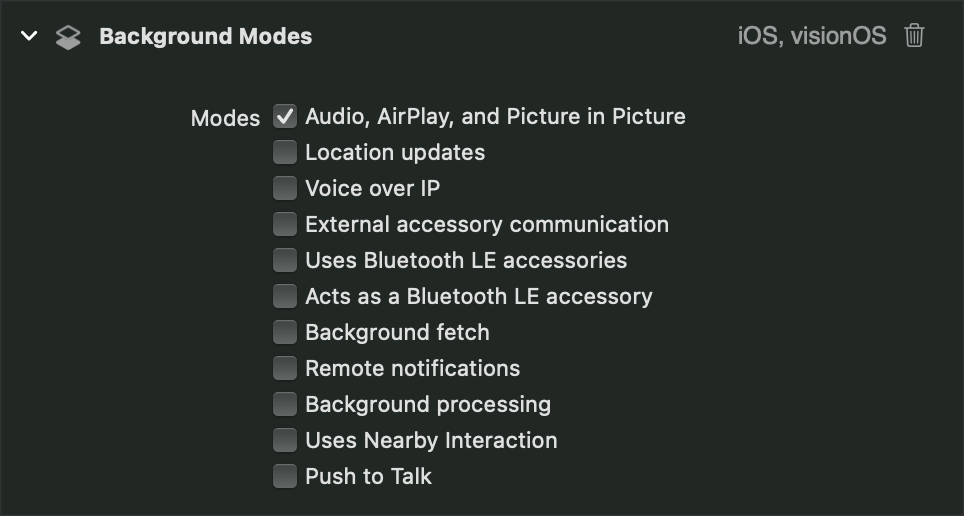 Background Modes iOS, visionOS
Modes Audio, AirPlay, and Picture in Picture
Location updates
Voice over IP
External accessory communication
Uses Bluetooth LE accessories
Acts as a Bluetooth LE accessory
Background fetch
Remote notifications
Background processing
Uses Nearby Interaction
Push to Talk